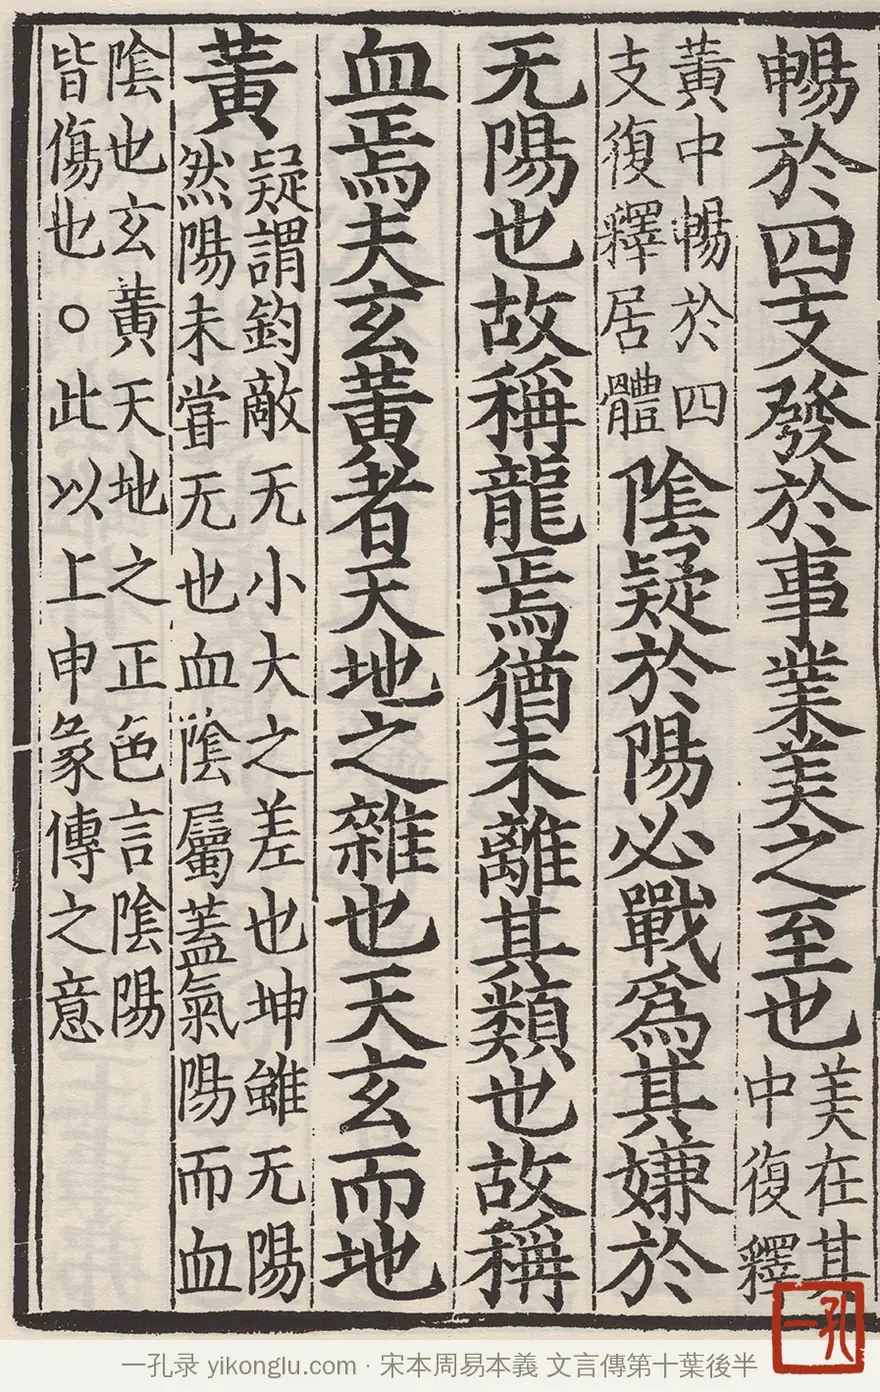 暢於四支發於事業美之至也美在其中復釋
黃中暢於四支復釋居體陰疑於陽必戰爲其嫌於
无陽也故稱龍焉猶未離其類也故稱
血焉夫玄黃者天地之雜也天玄而地
黃疑謂鈞敵无小大之差也坤雖无陽然陽未嘗无也血陰屬蓋氣陽而血
陰也玄黃天地之正色言陰陽皆傷也○此以上申彖傳之意
一孔
一孔录 yikonglu.com · 宋本周易本義 文言傳第十葉後半